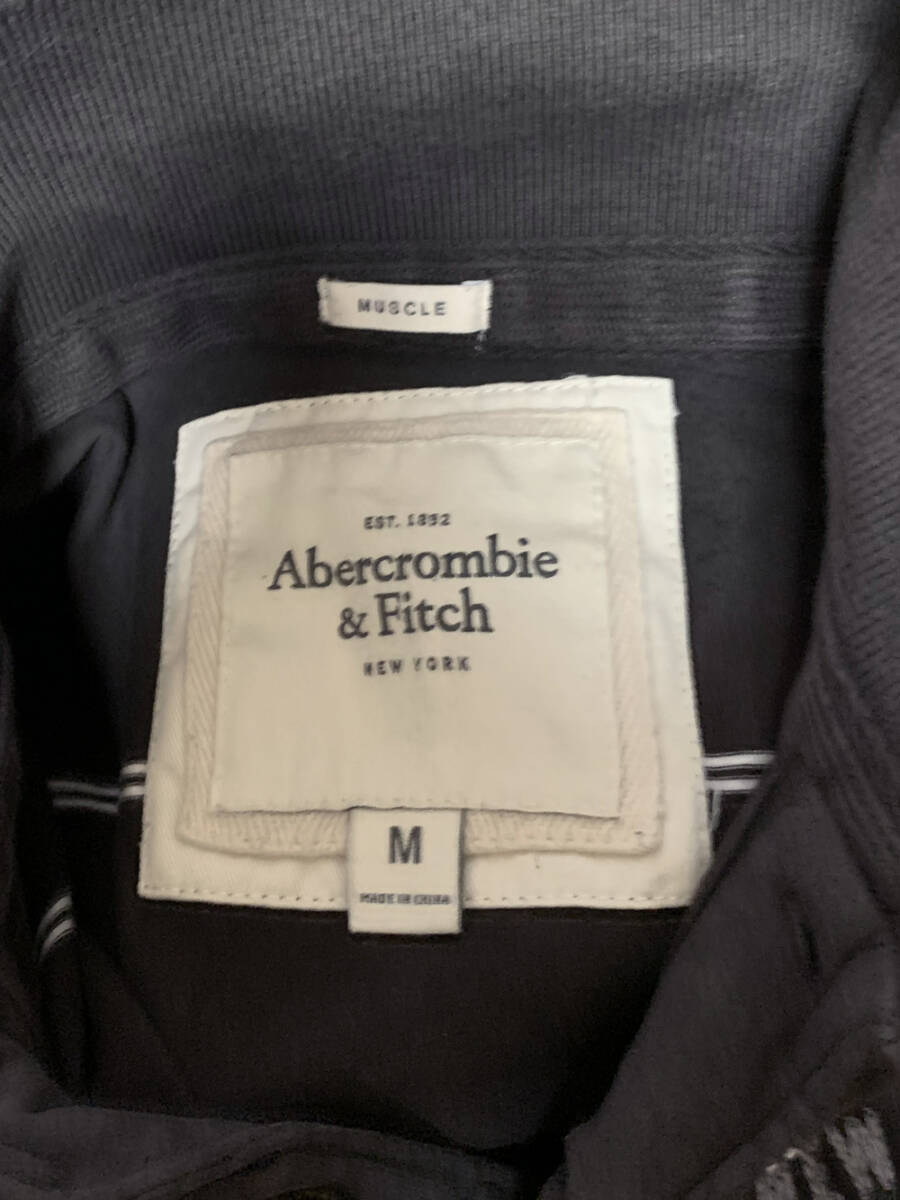 MUSCLE
EST. 1892
Abercrombie
& Fitch
NEW YORK
M
MADE IN CHINA